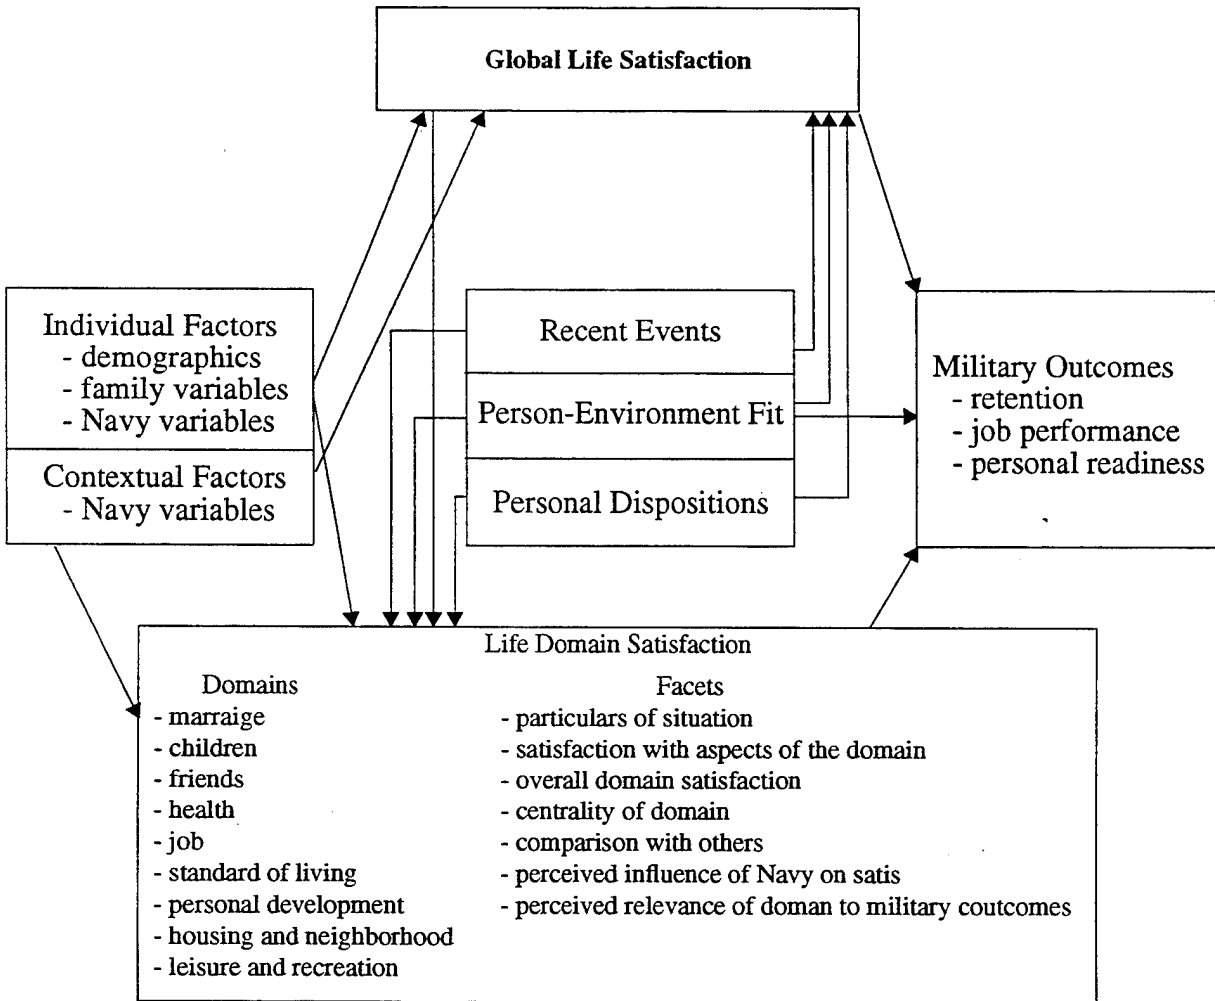 Global Life Satisfaction
Individual Factors
- demographics
- family variables
- Navy variables
Contextual Factors
- Navy variables
Recent Events
Person-Environment Fit
Personal Dispositions
Military Outcomes
- retention
- job performance
- personal readiness
Life Domain Satisfaction
Domains
- marraige
- children
- friends
- health
- job
- standard of living
- personal development
- housing and neighborhood
- leisure and recreation
Facets
- particulars of situation
- satisfaction with aspects of the domain
- overall domain satisfaction
- centrality of domain
- comparison with others
- perceived influence of Navy on satis
- perceived relevance of doman to military coutcomes